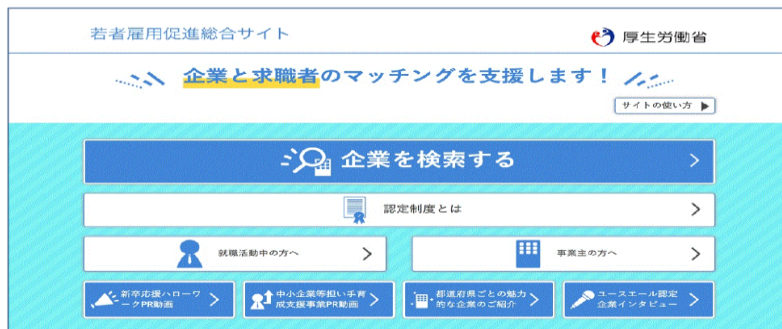 若者雇用促進総合サイト
厚生労働省
企業と求職者のマッチングを支援します！
サイトの使い方 ▶
企業を検索する
認定制度とは
就職活動中の方へ
事業主の方へ
新卒応援ハローワ
ークPR動画
中小企業等担い手育
成支援事業PR動画
都道府県ごとの魅力
的な企業のご紹介
ユースエール認定
企業インタビュー